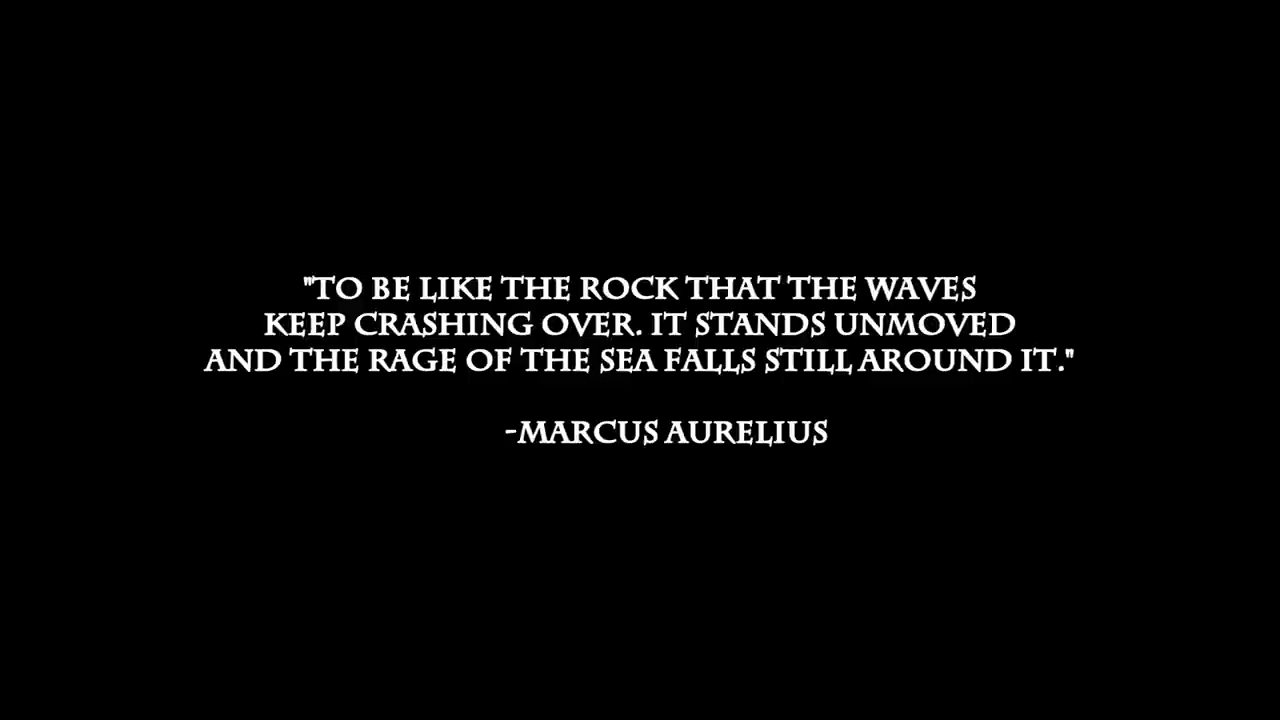 "TO BE LIKE THE ROCK THAT THE WAVES
KEEP CRASHING OVER. IT STANDS UNMOVED
AND THE RAGE OF THE SEA FALLS STILL AROUND IT."
-MARCUS AURELIUS